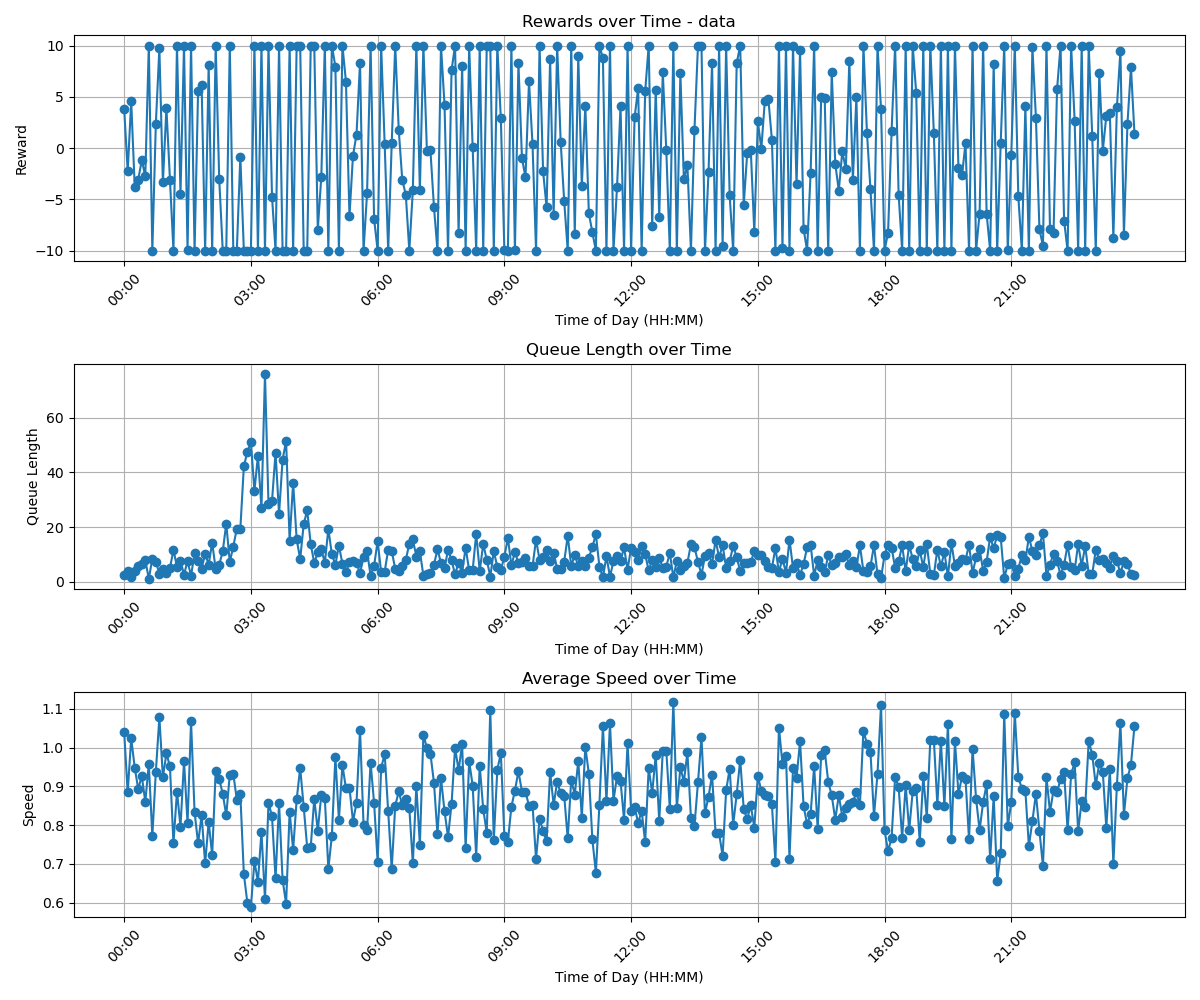 Rewards over Time - data
10
5
0
−5
−10
Reward
00:00 03:00 06:00 09:00 12:00 15:00 18:00 21:00
Time of Day (HH:MM)
Queue Length over Time
60
40
20
0
Queue Length
00:00 03:00 06:00 09:00 12:00 15:00 18:00 21:00
Time of Day (HH:MM)
Average Speed over Time
1.1
1.0
0.9
0.8
0.7
0.6
Speed
00:00 03:00 06:00 09:00 12:00 15:00 18:00 21:00
Time of Day (HH:MM)